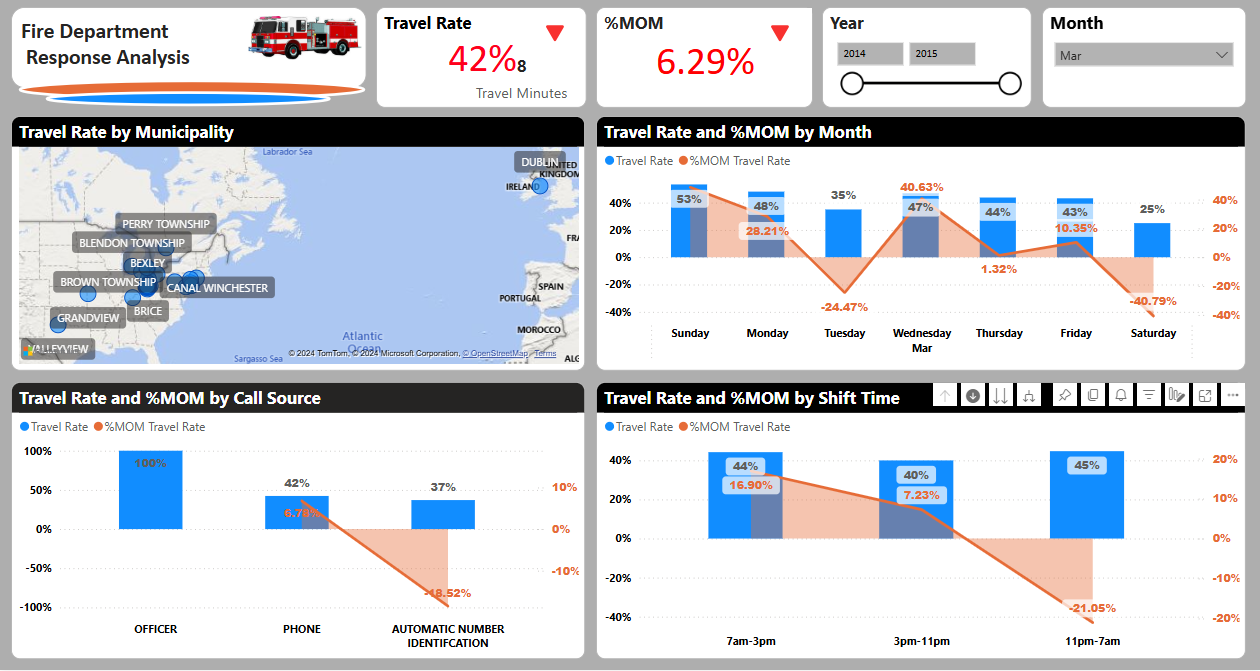 Fire Department
Response Analysis
Travel Rate
42%
8
Travel Minutes
%MOM
6.29%
Year
2014
2015
Month
Mar
Travel Rate by Municipality
Labrador Sea
DUBLIN
UNITED
KINGDOM
IRELAND
PERRY TOWNSHIP
BLENDON TOWNSHIP
BEXLEY
BROWN TOWNSHIP
CANAL WINCHESTER
FRA
GRANDVIEW
BRICE
SPAIN
PORTUGAL
MOROCCO
Atlantic
Ocean
VALLEYVIEW
Sargasso Sea
© 2024 TomTom, © 2024 Microsoft Corporation, © OpenStreetMap Terms
ALG
Travel Rate and %MOM by Month
Travel Rate
%MOM Travel Rate
40%
20%
0%
-20%
-40%
53%
48%
28.21%
35%
-24.47%
40.63%
47%
44%
1.32%
43%
10.35%
25%
-40.79%
40%
20%
0%
-20%
-40%
Sunday
Monday
Tuesday
Wednesday
Thursday
Friday
Saturday
Mar
Travel Rate and %MOM by Call Source
Travel Rate
%MOM Travel Rate
100%
50%
0%
-50%
-100%
100%
42%
6.78%
37%
-18.52%
10%
0%
-10%
OFFICER
PHONE
AUTOMATIC NUMBER
IDENTIFCATION
Travel Rate and %MOM by Shift Time
Travel Rate
%MOM Travel Rate
40%
20%
0%
-20%
-40%
44%
16.90%
40%
7.23%
45%
-21.05%
20%
10%
0%
-10%
-20%
7am-3pm
3pm-11pm
11pm-7am